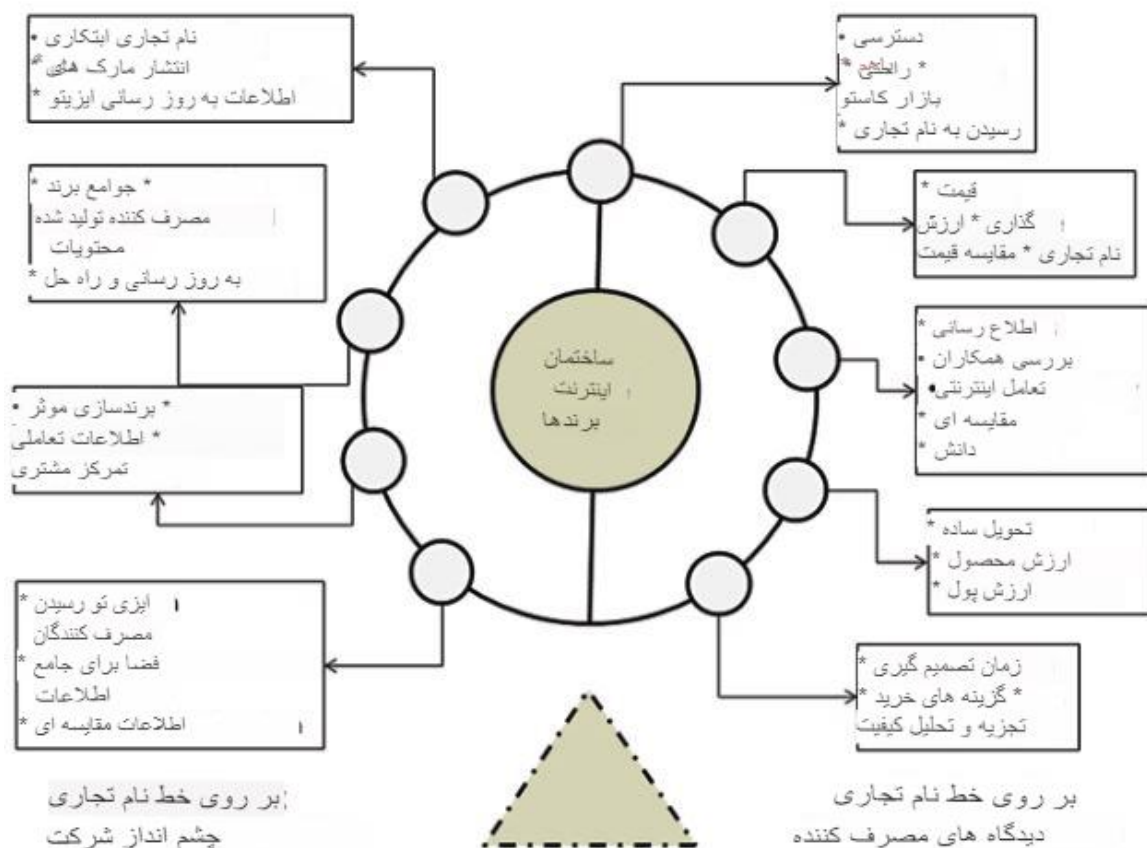 • نام تجاری ابتکاری
* انتشار مارک های
* اطلاعات به روز رسانی ایزیتو
• دسترسی
بازار کاستو
* رسیدن به نام تجاری
* جوامع برند *
مصرف کننده تولید شده
محتویات
* به روز رسانی و راه حل
* قیمت
گذاری * ارزش
نام تجاری * مقایسه قیمت
* اطلاع رسانی
• بررسی همکاران
• تعامل اینترنتی
* مقایسه ای
* دانش
ساختمان
اینترنت
برندها
• برندسازی موثر *
* اطلاعات تعاملی *
تمرکز مشتری
* تحویل ساده
* ارزش محصول
* ارزش پول
* ایزی تو رسیدن
مصرف کنندگان
* فضا برای جامع
اطلاعات
* اطلاعات مقایسه ای
* زمان تصمیم گیری
* گزینه های خرید *
تجزیه و تحلیل کیفیت
بر روی خط نام تجاری
دیدگاه های مصرف کننده
بر روی خط نام تجاری
چشم انداز شرکت